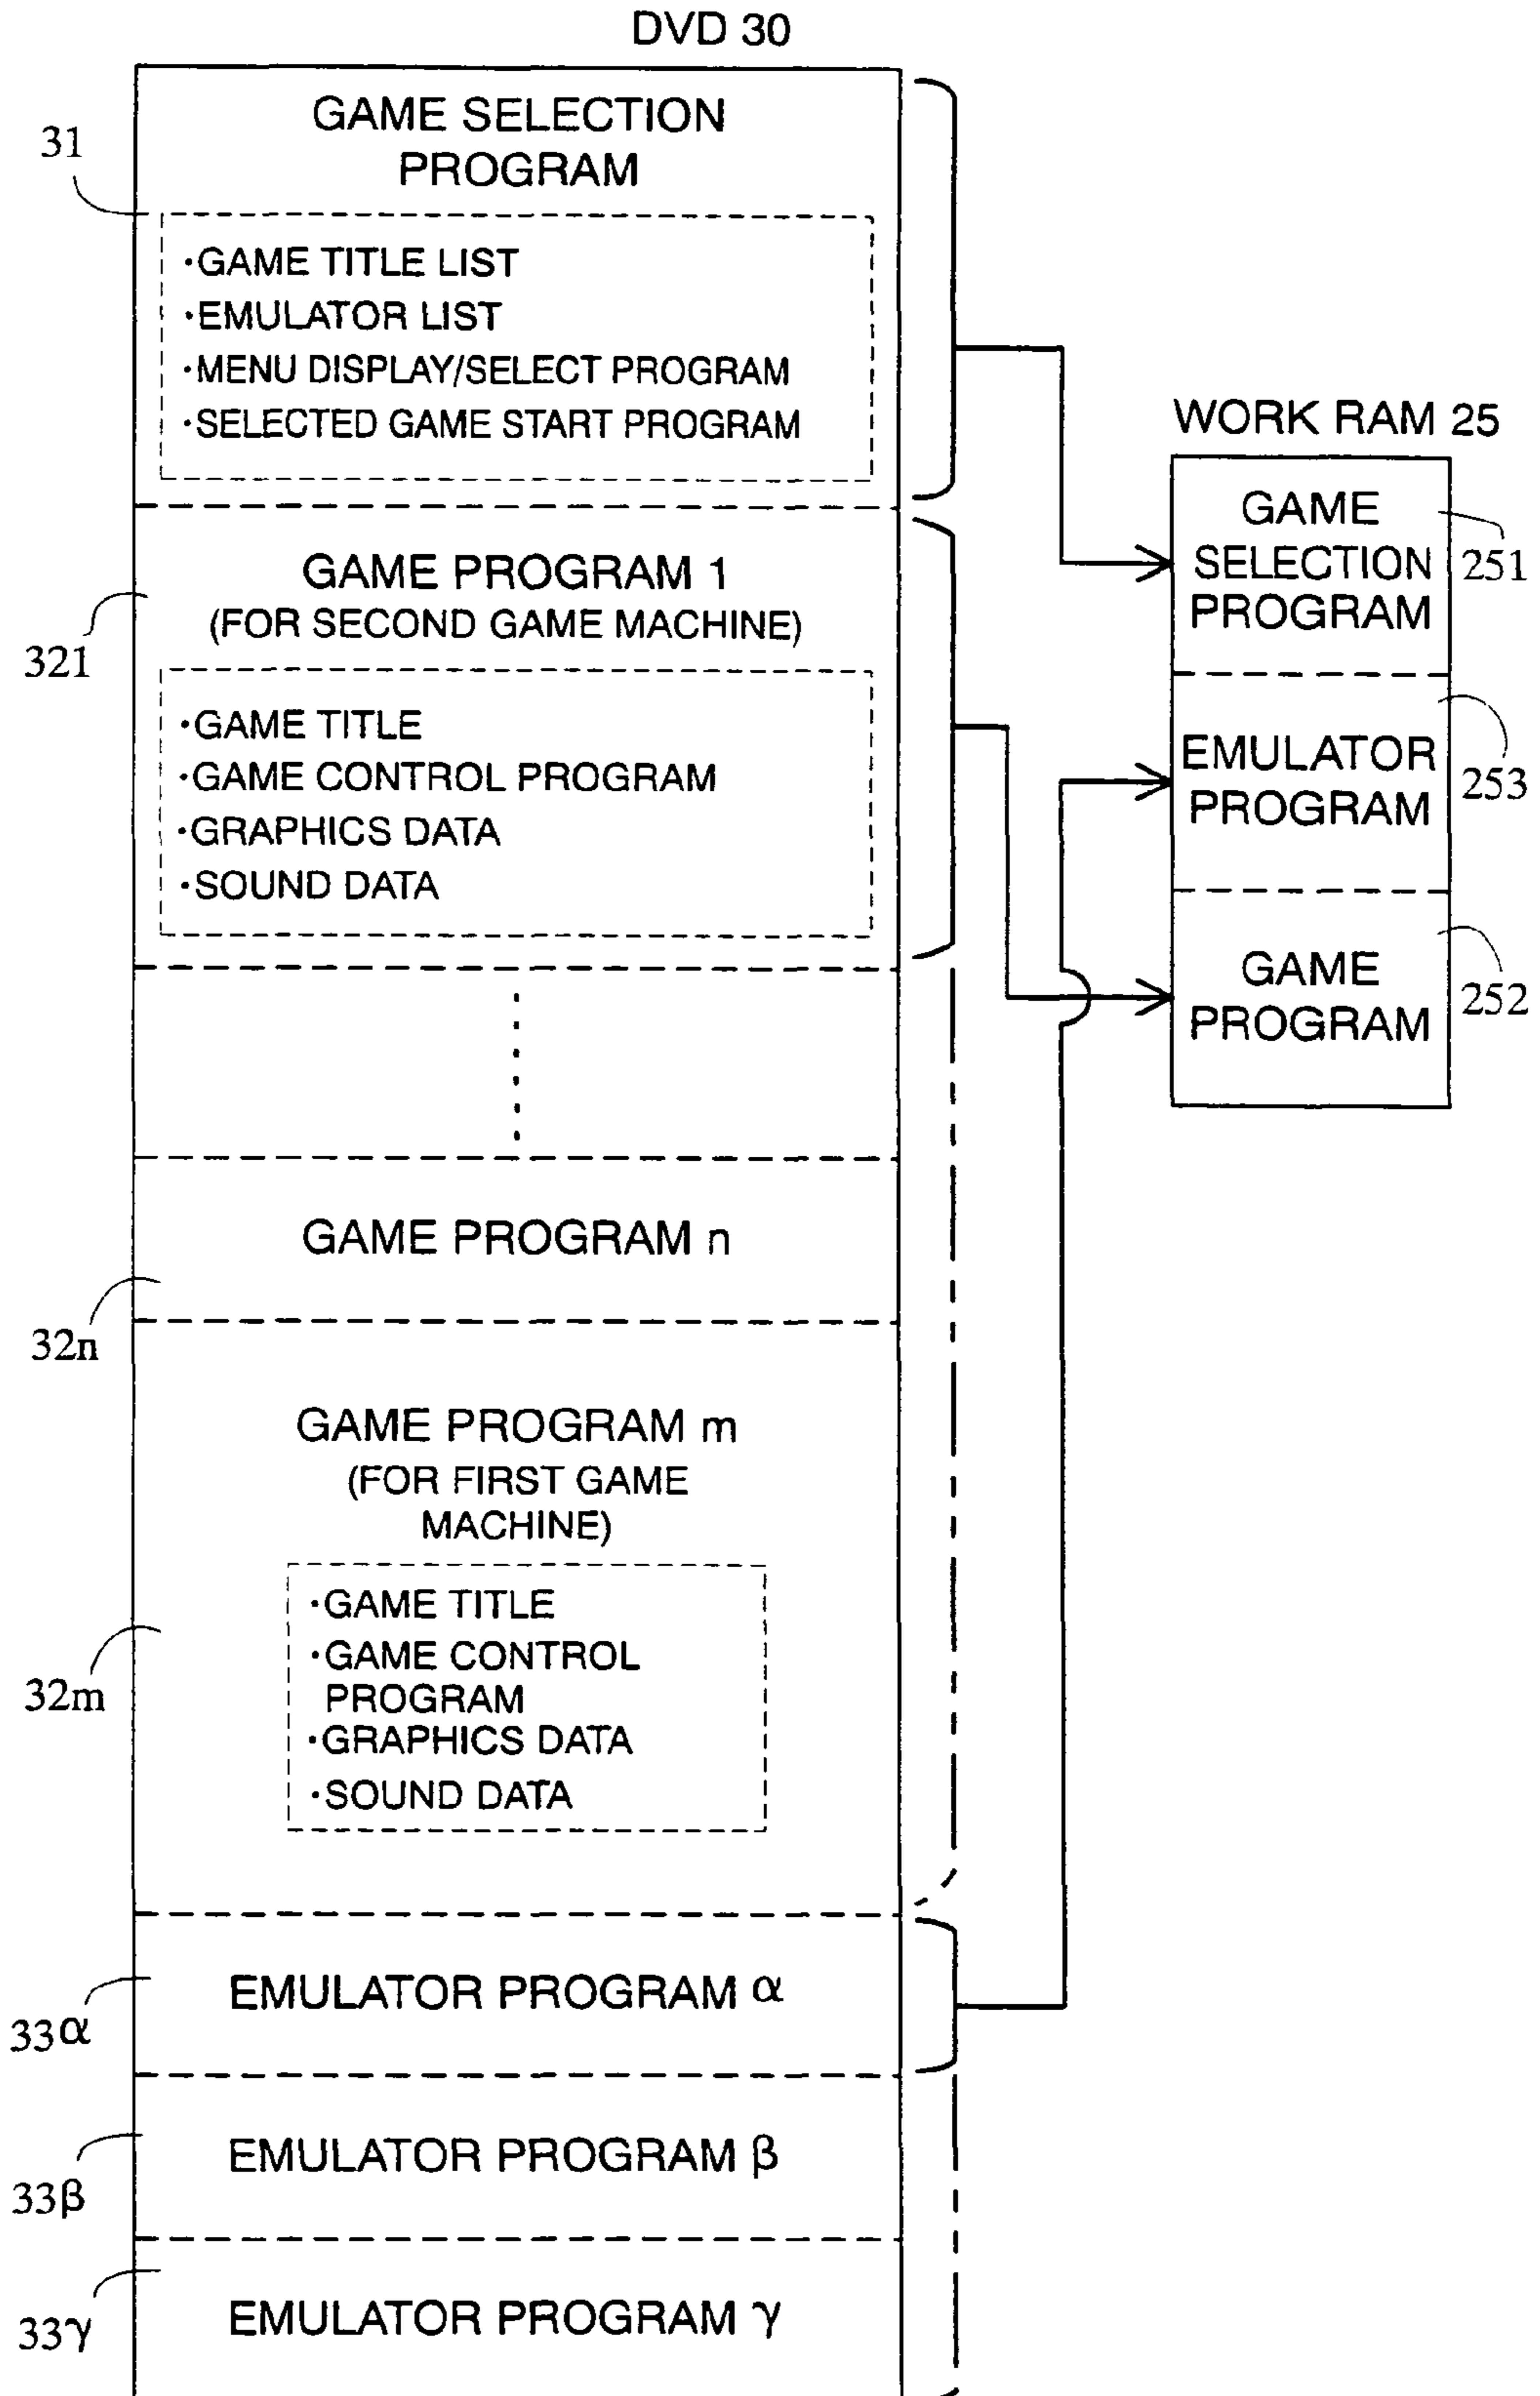 DVD 30
GAME SELECTION
PROGRAM
31
·GAME TITLE LIST
·EMULATOR LIST
·MENU DISPLAY/SELECT PROGRAM
·SELECTED GAME START PROGRAM
GAME PROGRAM 1
(FOR SECOND GAME MACHINE)
321
·GAME TITLE
·GAME CONTROL PROGRAM
·GRAPHICS DATA
·SOUND DATA
GAME PROGRAM n
32n
GAME PROGRAM m
(FOR FIRST GAME
MACHINE)
32m
·GAME TITLE
·GAME CONTROL
PROGRAM
·GRAPHICS DATA
·SOUND DATA
EMULATOR PROGRAM α
33α
EMULATOR PROGRAM β
33β
EMULATOR PROGRAM γ
33γ
WORK RAM 25
GAME
SELECTION
PROGRAM
251
EMULATOR
PROGRAM
253
GAME
PROGRAM
252